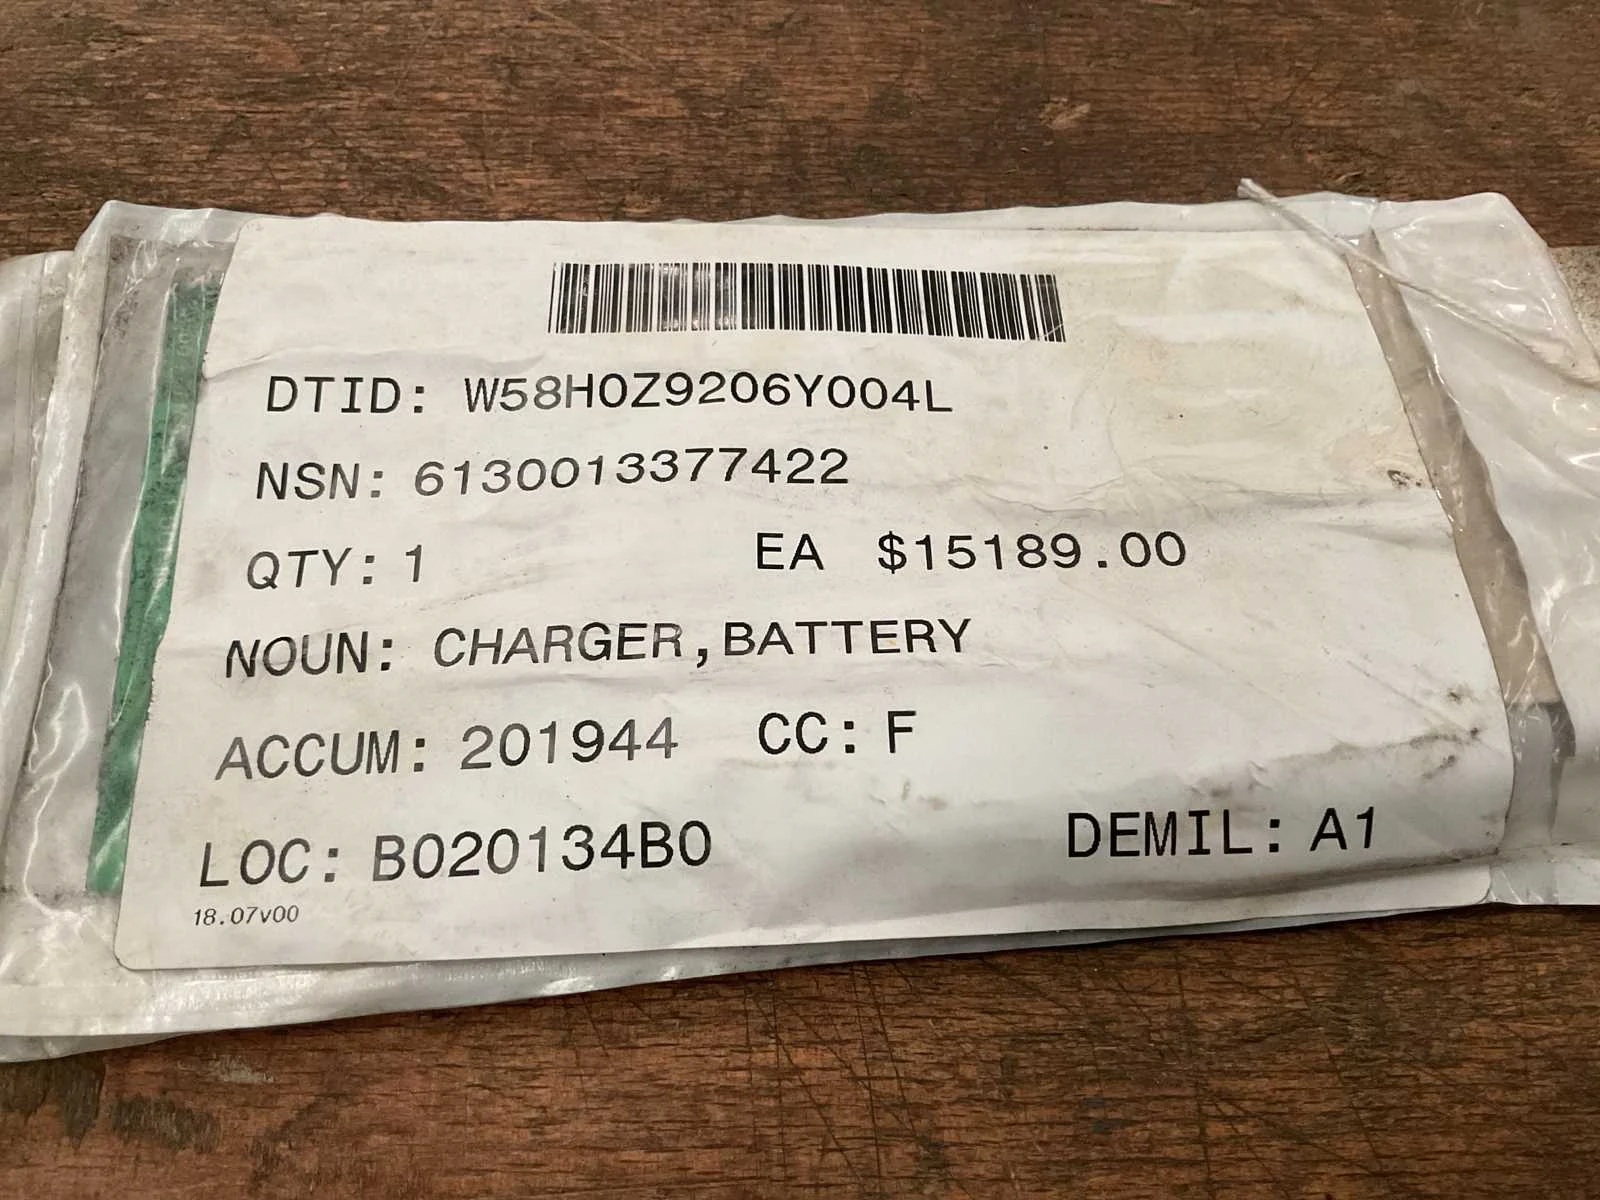 DTID: W58H0Z9206Y004L
NSN: 6130013377422
QTY: 1 EA $15189.00
NOUN: CHARGER,BATTERY
ACCUM: 201944 CC: F
LOC: B020134B0 DEMIL: A1
18.07v00